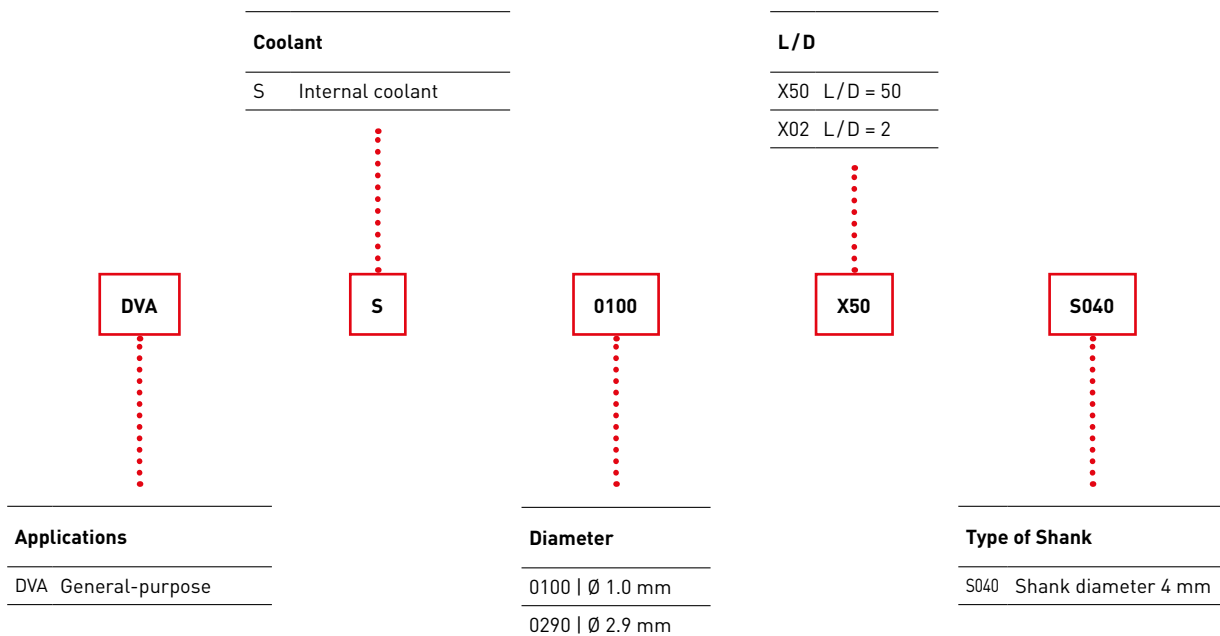 Coolant
S Internal coolant
L/D
X50 L/D = 50
X02 L/D = 2
DVA
S
0100
X50
S040
Applications
DVA General-purpose
Diameter
0100 | Ø 1.0 mm
0290 | Ø 2.9 mm
Type of Shank
S040 Shank diameter 4 mm